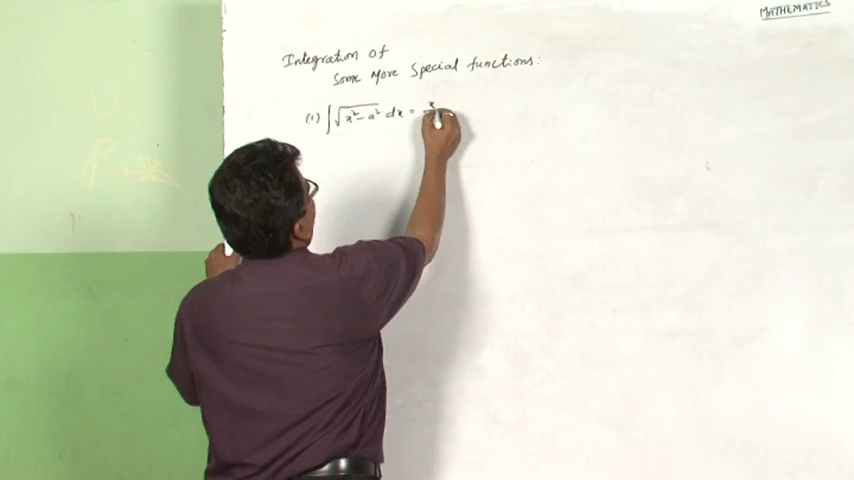 MATHEMATICS
Integration of
Some More Special functions:
(1) ∫√x²-a² dx = x